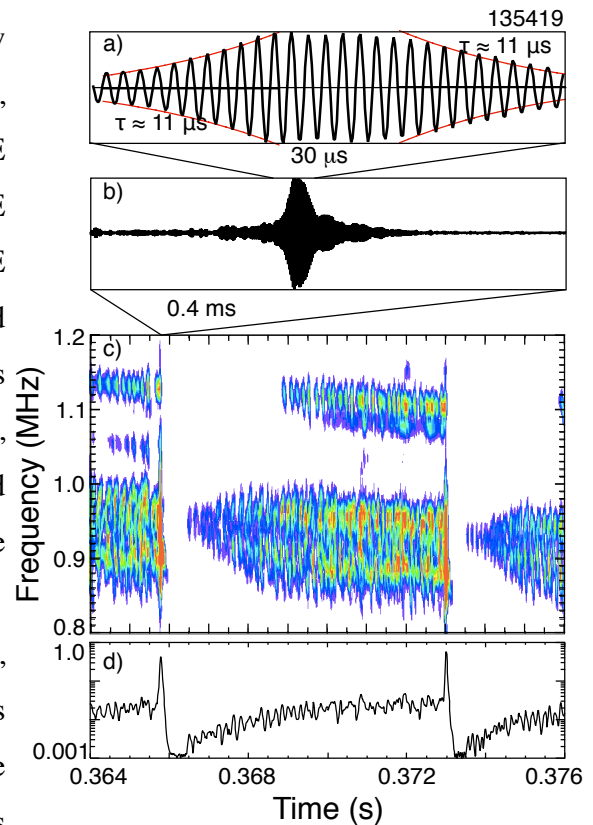 135419
a)
τ ≈ 11 μs
τ ≈ 11 μs
30 μs
b)
0.4 ms
1.2
c)
1.1
1.0
0.9
0.8
Frequency (MHz)
1.0
d)
0.001
0.364 0.368 0.372 0.376
Time (s)
y
,
E
E
E
d
s
,
d
e
,
s
e
s